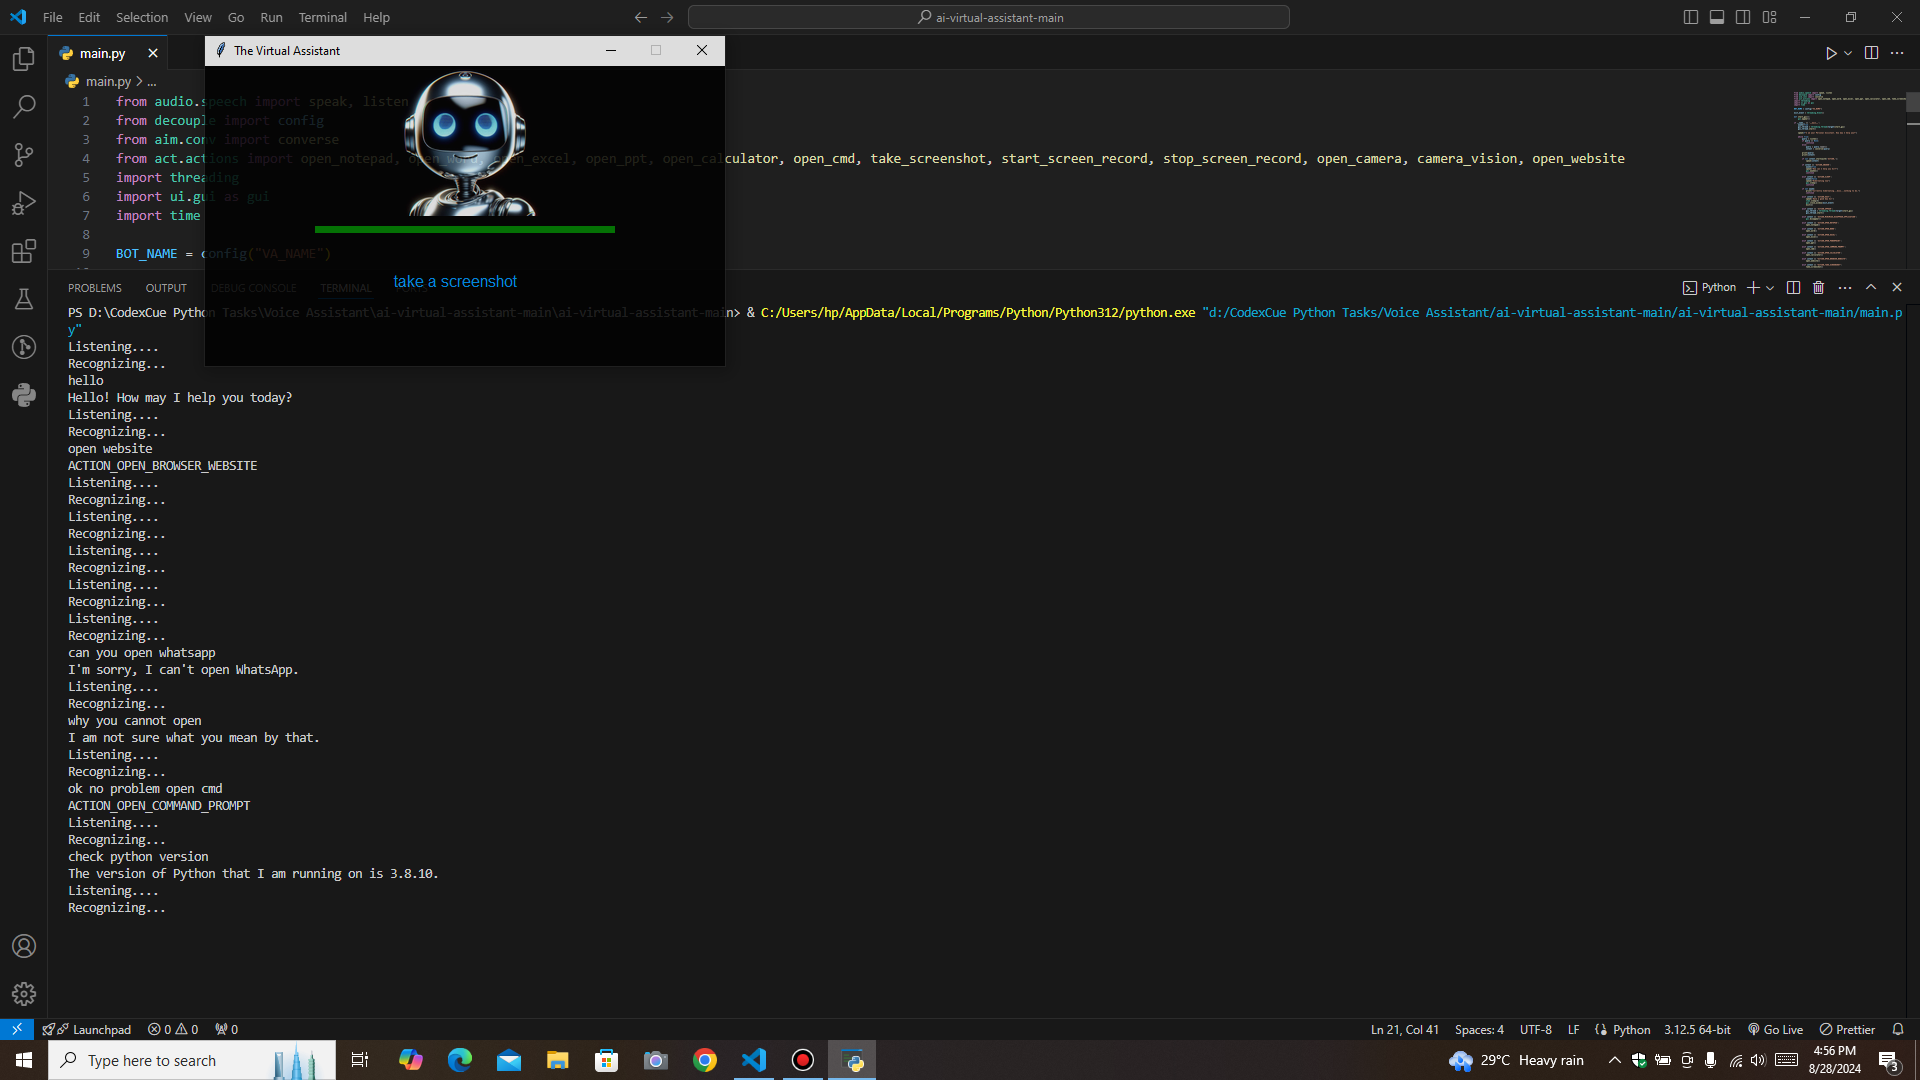 File Edit Selection View Go Run Terminal Help
ai-virtual-assistant-main
main.py
The Virtual Assistant
main.py > ...
1 from audio.speech import speak, listen
2 from decouple import config
3 from aim.conv import converse
4 from act.actions import open_notepad, open_word, open_excel, open_ppt, open_calculator, open_cmd, take_screenshot, start_screen_record, stop_screen_record, open_camera, camera_vision, open_website
5 import threading
6 import ui.gui as gui
7 import time
8
9 BOT_NAME = config("VA_NAME")
take a screenshot
PROBLEMS OUTPUT DEBUG CONSOLE TERMINAL
Python
PS D:\CodexCue Python Tasks\Voice Assistant\ai-virtual-assistant-main\ai-virtual-assistant-main> & C:/Users/hp/AppData/Local/Programs/Python/Python312/python.exe "d:/CodexCue Python Tasks/Voice Assistant/ai-virtual-assistant-main/ai-virtual-assistant-main/main.p
y"
Listening....
Recognizing...
hello
Hello! How may I help you today?
Listening....
Recognizing...
open website
ACTION_OPEN_BROWSER_WEBSITE
Listening....
Recognizing...
Listening....
Recognizing...
Listening....
Recognizing...
Listening....
Recognizing...
Listening....
Recognizing...
can you open whatsapp
I'm sorry, I can't open WhatsApp.
Listening....
Recognizing...
why you cannot open
I am not sure what you mean by that.
Listening....
Recognizing...
ok no problem open cmd
ACTION_OPEN_COMMAND_PROMPT
Listening....
Recognizing...
check python version
The version of Python that I am running on is 3.8.10.
Listening....
Recognizing...
Launchpad 0 0 0
Ln 21, Col 41 Spaces: 4 UTF-8 LF Python 3.12.5 64-bit Go Live Prettier
Type here to search
29°C Heavy rain
4:56 PM
8/28/2024
3